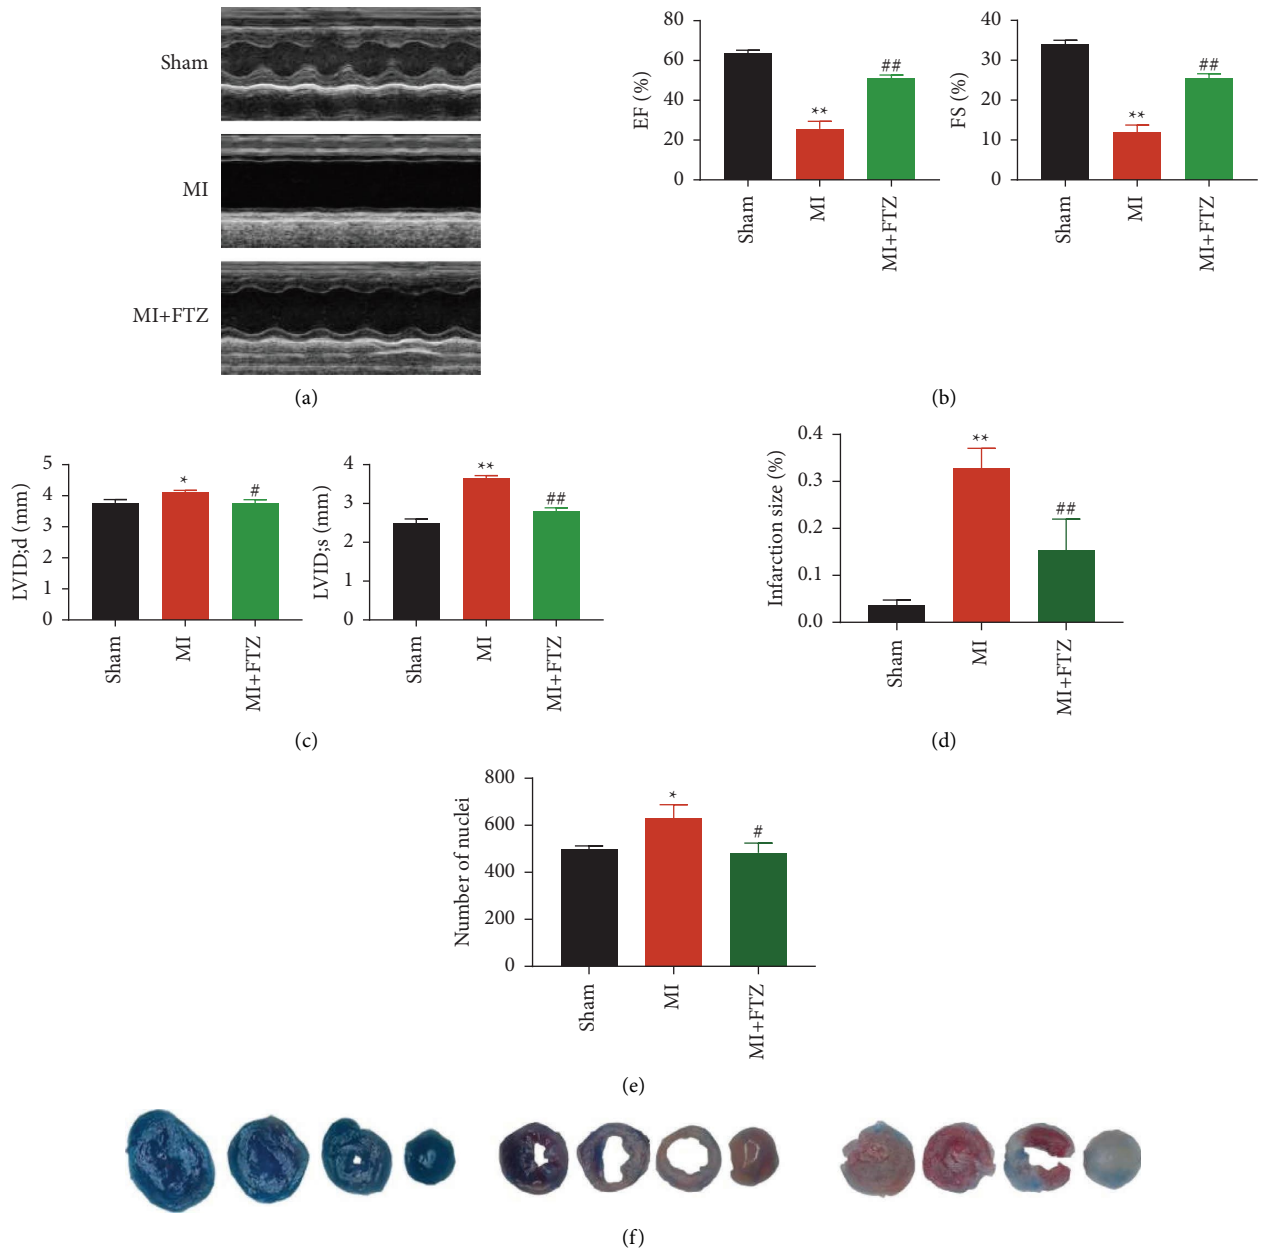 Sham
MI
MI+FTZ
(a)
EF (%)
80
60
40
20
0
**
##
Sham
MI
MI+FTZ
FS (%)
40
30
20
10
0
**
##
Sham
MI
MI+FTZ
(b)
LVID;d (mm)
5
4
3
2
1
0
*
#
Sham
MI
MI+FTZ
LVID;s (mm)
4
3
2
1
0
**
##
Sham
MI
MI+FTZ
(c)
Infarction size (%)
0.4
0.3
0.2
0.1
0.0
**
##
Sham
MI
MI+FTZ
(d)
Number of nuclei
800
600
400
200
0
*
#
Sham
MI
MI+FTZ
(e)
(f)